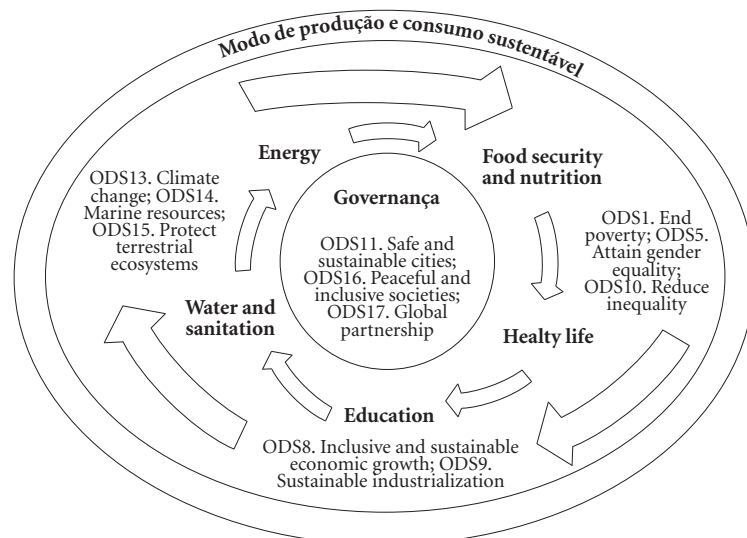 Modo de produção e consumo sustentável
Energy
Food security
and nutrition
ODS13. Climate
change; ODS14.
Marine resources;
ODS15. Protect
terrestrial
ecosystems
Governança
ODS11. Safe and
sustainable cities;
ODS16. Peaceful and
inclusive societies;
ODS17. Global
partnership
ODS1. End
poverty; ODS5.
Attain gender
equality;
ODS10. Reduce
inequality
Water and
sanitation
Healty life
Education
ODS8. Inclusive and sustainable
economic growth; ODS9.
Sustainable industrialization